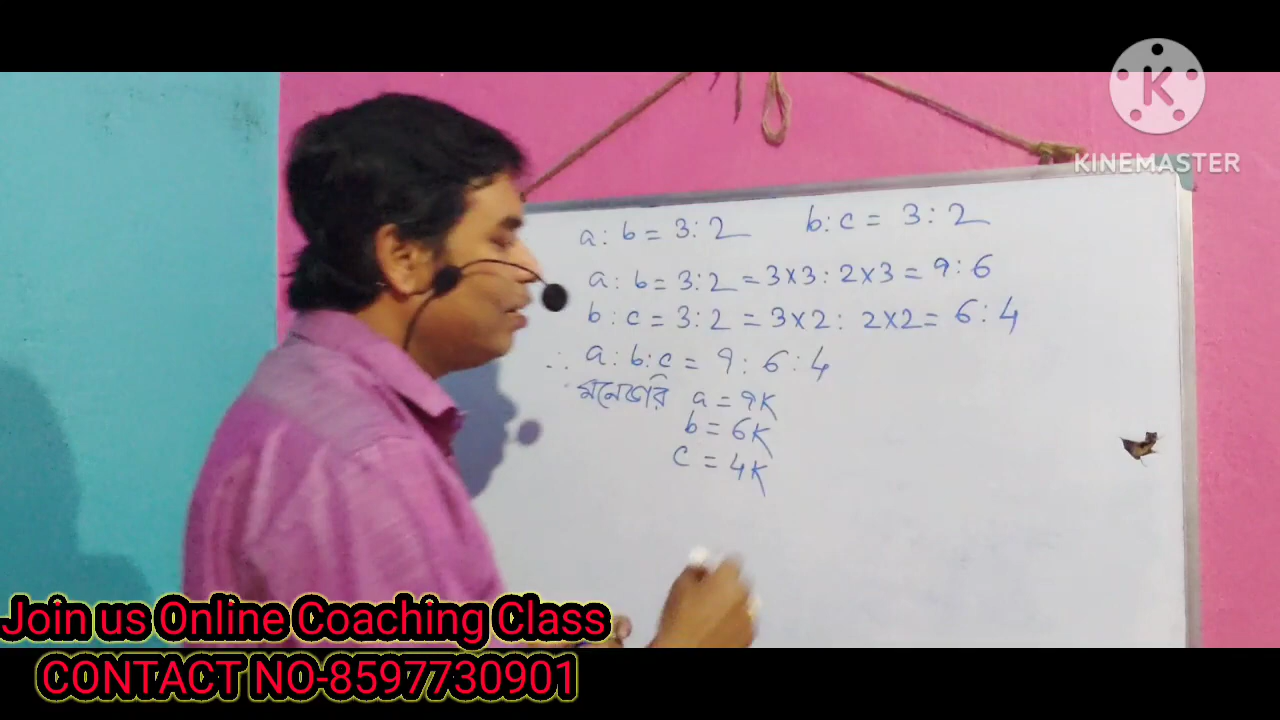 KINEMASTER
a : b = 3 : 2 b : c = 3 : 2
a : b = 3 : 2 = 3 x 3 : 2 x 3 = 9 : 6
b : c = 3 : 2 = 3 x 2 : 2 x 2 = 6 : 4
∴ a : b : c = 9 : 6 : 4
মনেকরি a = 9K
b = 6K
c = 4K
Join us Online Coaching Class
CONTACT NO-8597730901